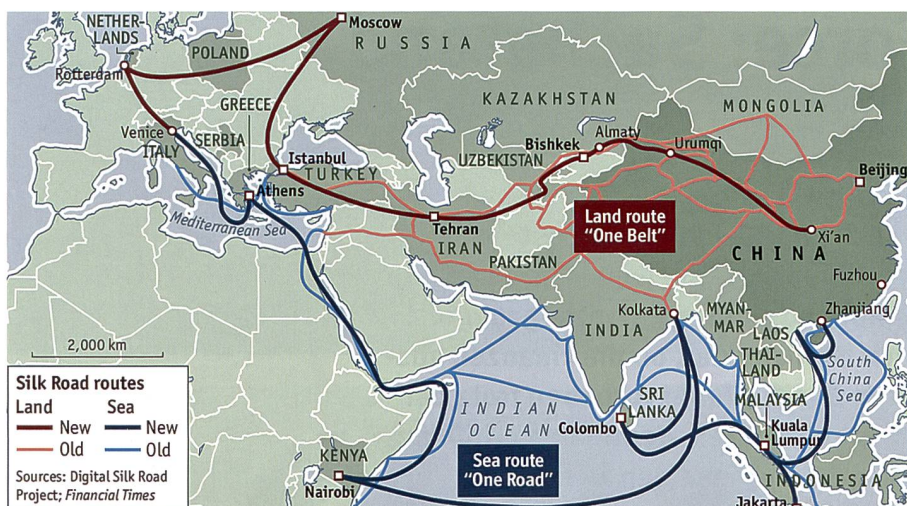 NETHER-
LANDS
Moscow
RUSSIA
POLAND
Rotterdam
KAZAKHSTAN
MONGOLIA
GREECE
Venice
ITALY
SERBIA
Almaty
Bishkek
Urumqi
UZBEKISTAN
Istanbul
TURKEY
Beijing
Athens
Mediterranean Sea
Tehran
IRAN
Land route
"One Belt"
Xi'an
CHINA
PAKISTAN
Fuzhou
Kolkata
MYAN-
MAR
Zhanjiang
INDIA
LAOS
THAI-
LAND
South
China
Sea
2,000 km
Silk Road routes
Land Sea
New New
Old Old
Sources: Digital Silk Road
Project; Financial Times
INDIAN
OCEAN
SRI
LANKA
Colombo
MALAYSIA
Kuala
Lumpur
KENYA
Nairobi
Sea route
"One Road"
INDONESIA
Jakarta